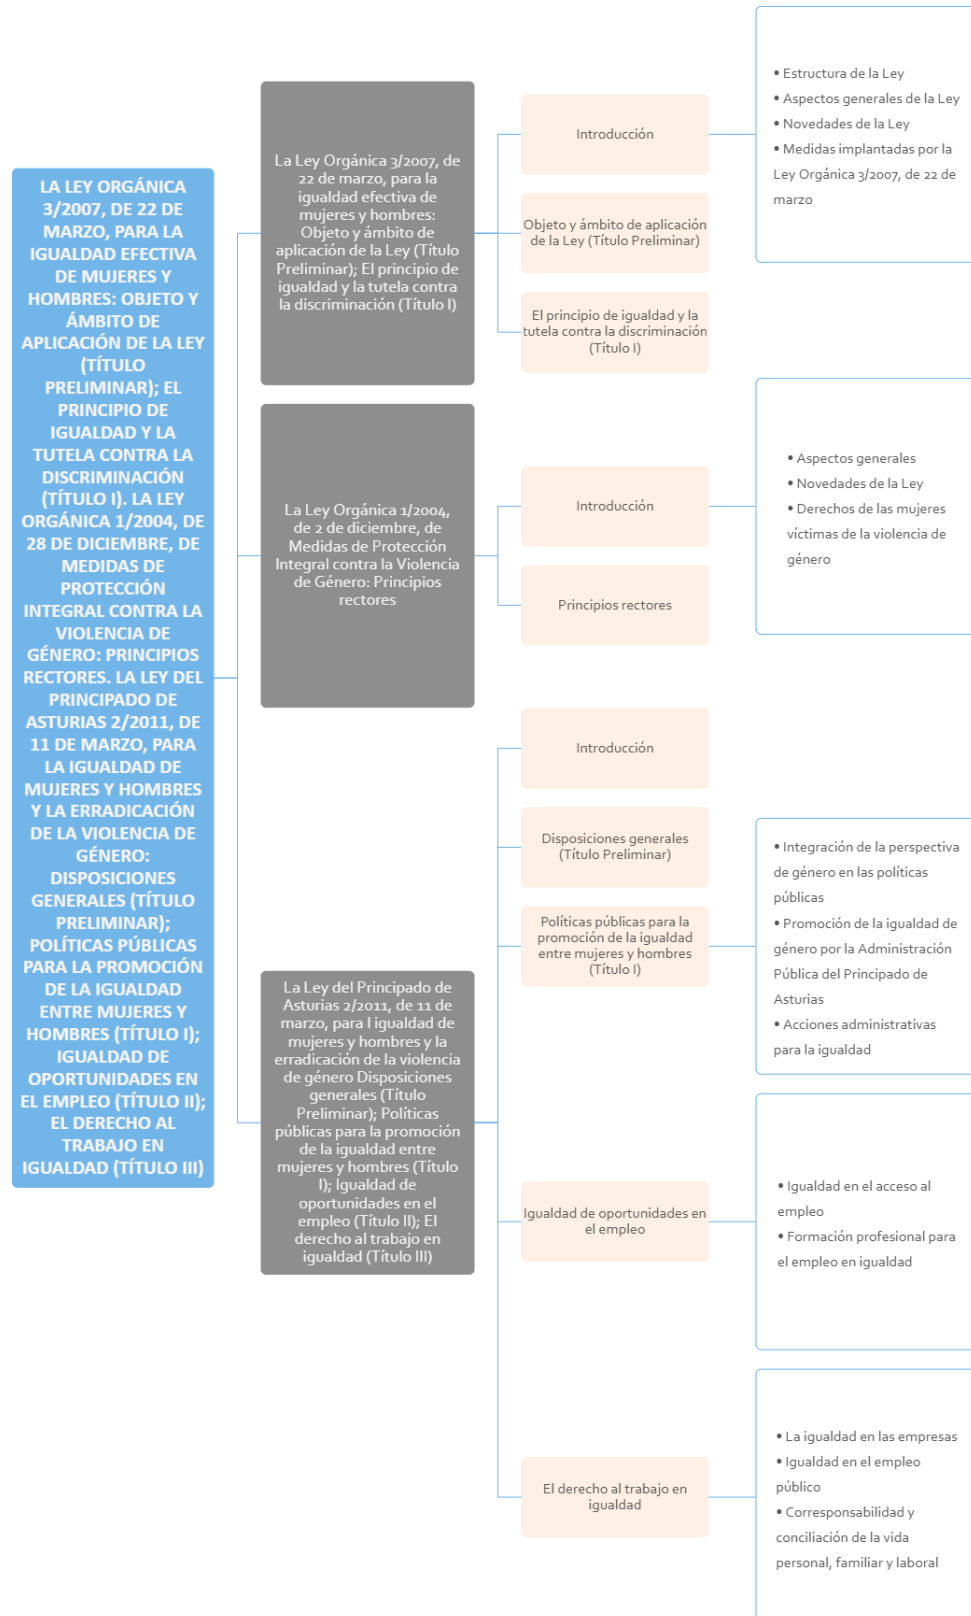 LA LEY ORGÁNICA
3/2007, DE 22 DE
MARZO, PARA LA
IGUALDAD EFECTIVA
DE MUJERES Y
HOMBRES: OBJETO Y
ÁMBITO DE
APLICACIÓN DE LA LEY
(TÍTULO
PRELIMINAR); EL
PRINCIPIO DE
IGUALDAD Y LA
TUTELA CONTRA LA
DISCRIMINACIÓN
(TÍTULO I). LA LEY
ORGÁNICA 1/2004, DE
28 DE DICIEMBRE, DE
MEDIDAS DE
PROTECCIÓN
INTEGRAL CONTRA LA
VIOLENCIA DE
GÉNERO: PRINCIPIOS
RECTORES. LA LEY DEL
PRINCIPADO DE
ASTURIAS 2/2011, DE
11 DE MARZO, PARA
LA IGUALDAD DE
MUJERES Y HOMBRES
Y LA ERRADICACIÓN
DE LA VIOLENCIA DE
GÉNERO:
DISPOSICIONES
GENERALES (TÍTULO
PRELIMINAR);
POLÍTICAS PÚBLICAS
PARA LA PROMOCIÓN
DE LA IGUALDAD
ENTRE MUJERES Y
HOMBRES (TÍTULO I);
IGUALDAD DE
OPORTUNIDADES EN
EL EMPLEO (TÍTULO II);
EL DERECHO AL
TRABAJO EN
IGUALDAD (TÍTULO III)
La Ley Orgánica 3/2007, de
22 de marzo, para la
igualdad efectiva de
mujeres y hombres:
Objeto y ámbito de
aplicación de la Ley (Título
Preliminar); El principio de
igualdad y la tutela contra
la discriminación (Título I)
Introducción
• Estructura de la Ley
• Aspectos generales de la Ley
• Novedades de la Ley
• Medidas implantadas por la
Ley Orgánica 3/2007, de 22 de
marzo
Objeto y ámbito de aplicación
de la Ley (Título Preliminar)
El principio de igualdad y la
tutela contra la discriminación
(Título I)
La Ley Orgánica 1/2004,
de 2 de diciembre, de
Medidas de Protección
Integral contra la Violencia
de Género: Principios
rectores
Introducción
• Aspectos generales
• Novedades de la Ley
• Derechos de las mujeres
víctimas de la violencia de
género
Principios rectores
La Ley del Principado de
Asturias 2/2011, de 11 de
marzo, para l igualdad de
mujeres y hombres y la
erradicación de la violencia
de género Disposiciones
generales (Título
Preliminar); Políticas
públicas para la promoción
de la igualdad entre
mujeres y hombres (Título
I); Igualdad de
oportunidades en el
empleo (Título II); El
derecho al trabajo en
igualdad (Título III)
Introducción
Disposiciones generales
(Título Preliminar)
Políticas públicas para la
promoción de la igualdad
entre mujeres y hombres
(Título I)
• Integración de la perspectiva
de género en las políticas
públicas
• Promoción de la igualdad de
género por la Administración
Pública del Principado de
Asturias
• Acciones administrativas
para la igualdad
Igualdad de oportunidades en
el empleo
• Igualdad en el acceso al
empleo
• Formación profesional para
el empleo en igualdad
El derecho al trabajo en
igualdad
• La igualdad en las empresas
• Igualdad en el empleo
público
• Corresponsabilidad y
conciliación de la vida
personal, familiar y laboral